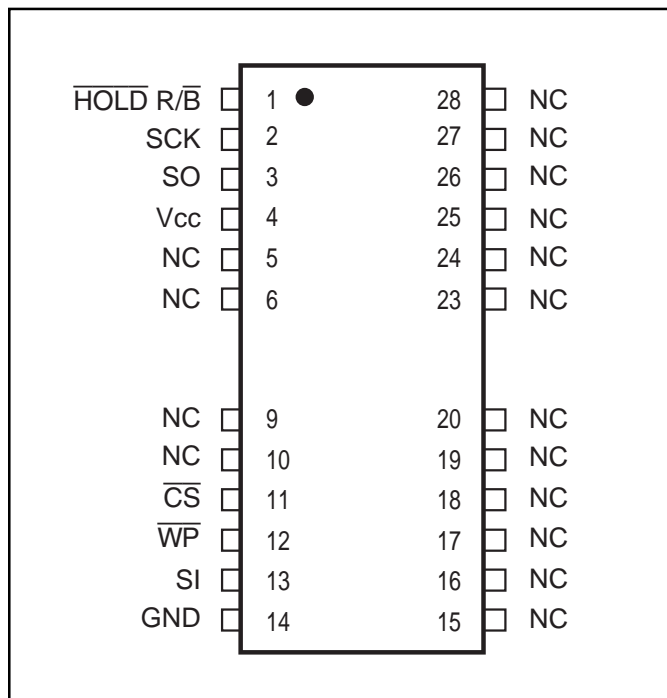 HOLD R/B 1 28 NC
SCK 2 27 NC
SO 3 26 NC
Vcc 4 25 NC
NC 5 24 NC
NC 6 23 NC
NC 9 20 NC
NC 10 19 NC
CS 11 18 NC
WP 12 17 NC
SI 13 16 NC
GND 14 15 NC